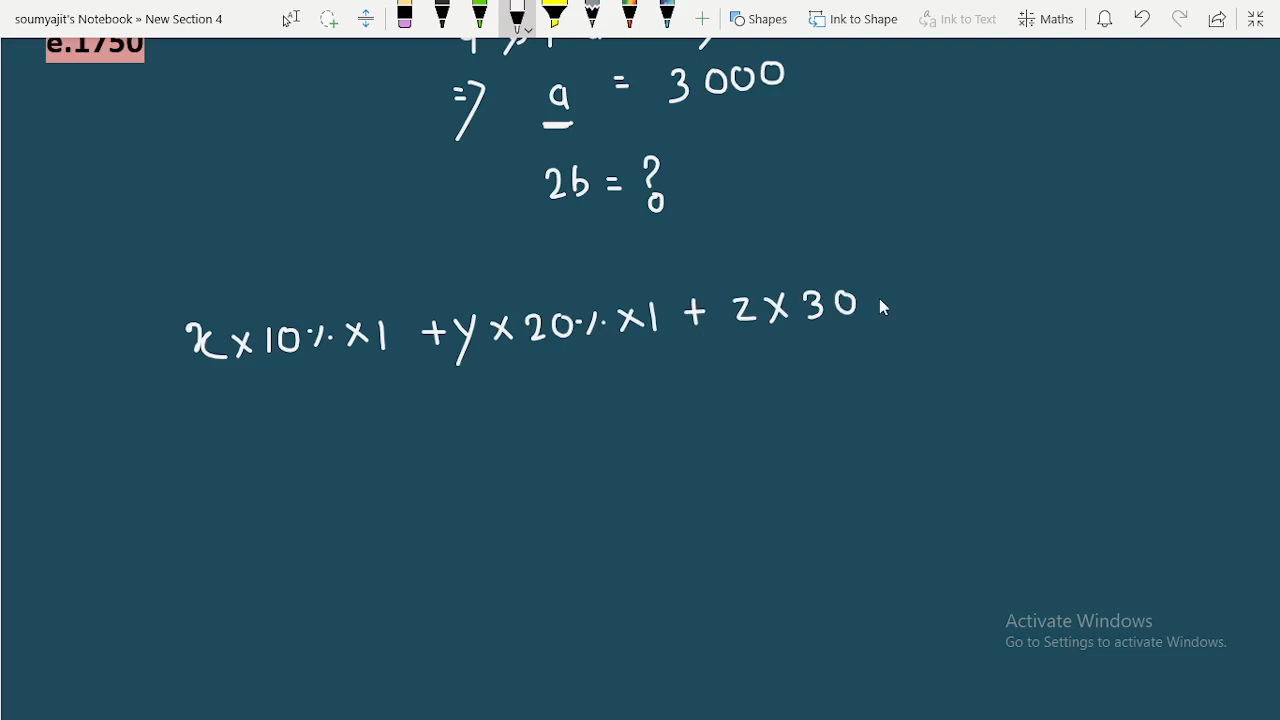 soumyajit's Notebook » New Section 4
Shapes
Ink to Shape
Ink to Text
Maths
e.1750
=> a = 3000
2b = ?
x×10%×1 +y×20%×1 + z×30
Activate Windows
Go to Settings to activate Windows.